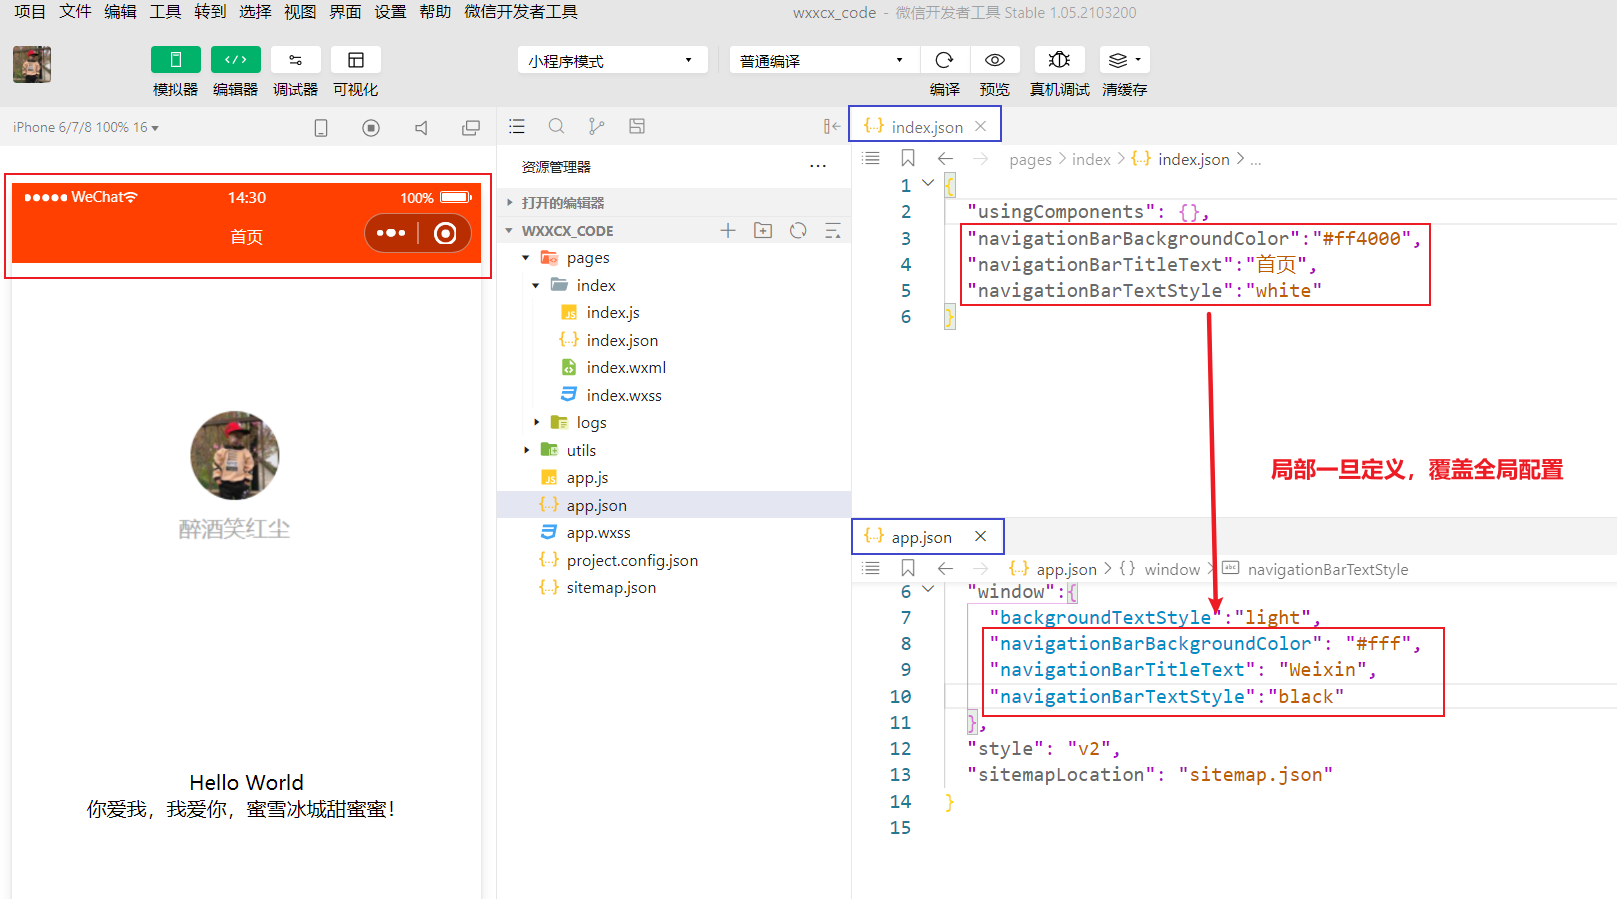 项目 文件 编辑 工具 转到 选择 视图 界面 设置 帮助 微信开发者工具
wxxcx_code - 微信开发者工具 Stable 1.05.2103200
小程序模式
普通编译
模拟器 编辑器 调试器 可视化
编译 预览 真机调试 清缓存
iPhone 6/7/8 100% 16
WeChat 14:30 100%
首页
醉酒笑红尘
Hello World
你爱我，我爱你，蜜雪冰城甜蜜蜜！
资源管理器
打开的编辑器
WXXCX_CODE
pages
index
index.js
index.json
index.wxml
index.wxss
logs
utils
app.js
app.json
app.wxss
project.config.json
sitemap.json
index.json
pages > index > {..} index.json > ...
1 {
2 "usingComponents": {},
3 "navigationBarBackgroundColor":"#ff4000",
4 "navigationBarTitleText":"首页",
5 "navigationBarTextStyle":"white"
6 }
局部一旦定义，覆盖全局配置
app.json
{..} app.json > {} window > abc navigationBarTextStyle
6 "window":{
7 "backgroundTextStyle":"light",
8 "navigationBarBackgroundColor": "#fff",
9 "navigationBarTitleText": "Weixin",
10 "navigationBarTextStyle":"black"
11 },
12 "style": "v2",
13 "sitemapLocation": "sitemap.json"
14 }
15